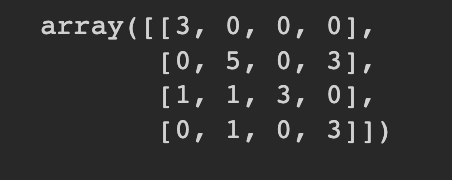 array([[3, 0, 0, 0],
[0, 5, 0, 3],
[1, 1, 3, 0],
[0, 1, 0, 3]])